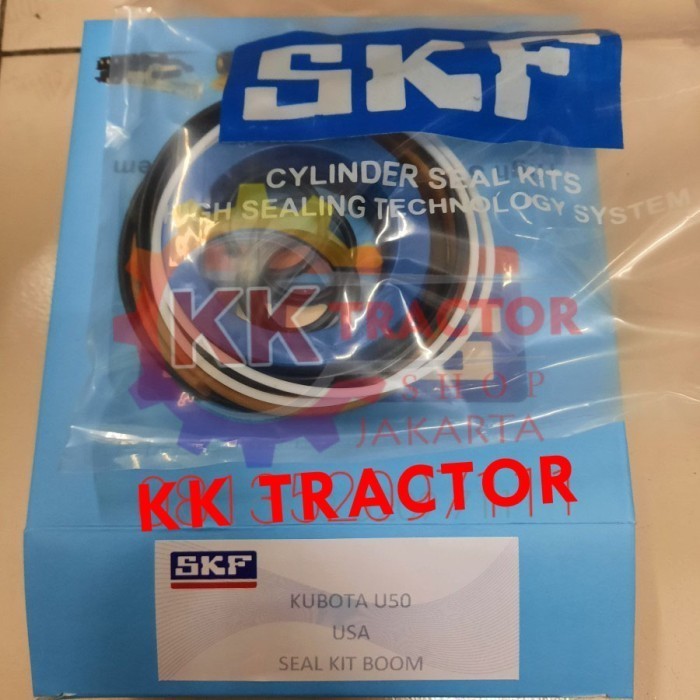 SKF
CYLINDER SEAL KITS
HIGH SEALING TECHNOLOGY SYSTEM
KK TRACTOR
SHOP
JAKARTA
KK TRACTOR
SKF
KUBOTA U50
USA
SEAL KIT BOOM